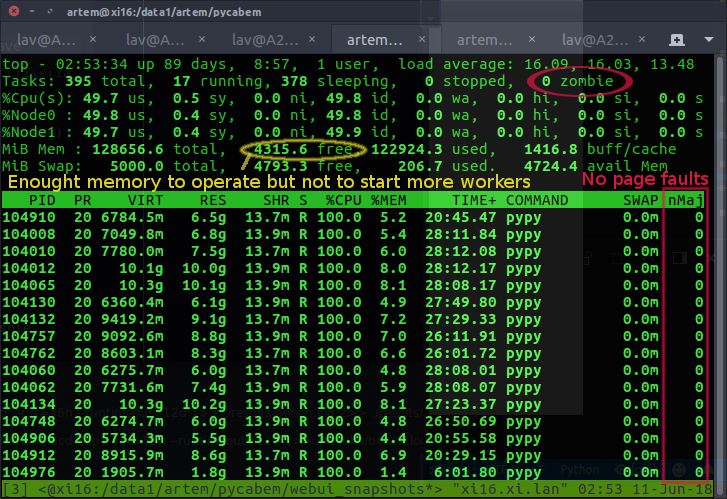 artem@xi16:/data1/artem/pycabem
lav@A... × lav@A... × lav@A2... × artem... × artem... × lav@A2... ×
top - 02:53:34 up 89 days, 8:57, 1 user, load average: 16.09, 16.03, 13.48
Tasks: 395 total, 17 running, 378 sleeping, 0 stopped, 0 zombie
%Cpu(s): 49.7 us, 0.5 sy, 0.0 ni, 49.8 id, 0.0 wa, 0.0 hi, 0.0 si, 0.0 s
%Node0 : 49.8 us, 0.4 sy, 0.0 ni, 49.8 id, 0.0 wa, 0.0 hi, 0.0 si, 0.0 s
%Node1 : 49.7 us, 0.4 sy, 0.0 ni, 49.9 id, 0.0 wa, 0.0 hi, 0.0 si, 0.0 s
MiB Mem : 128656.6 total, 4315.6 free, 122924.3 used, 1416.8 buff/cache
MiB Swap: 5000.0 total, 4793.3 free, 206.7 used. 4724.4 avail Mem
Enought memory to operate but not to start more workers No page faults
PID PR VIRT RES SHR S %CPU %MEM TIME+ COMMAND SWAP nMaj
104910 20 6784.5m 6.5g 13.7m R 100.0 5.2 20:45.47 pypy 0.0m 0
104008 20 7049.8m 6.8g 13.9m R 100.0 5.4 28:11.84 pypy 0.0m 0
104010 20 7780.0m 7.5g 13.7m R 100.0 6.0 28:12.08 pypy 0.0m 0
104012 20 10.1g 10.0g 13.9m R 100.0 8.0 28:12.17 pypy 0.0m 0
104065 20 10.3g 10.1g 13.9m R 100.0 8.1 28:08.17 pypy 0.0m 0
104130 20 6360.4m 6.1g 13.9m R 100.0 4.9 27:49.80 pypy 0.0m 0
104132 20 9419.2m 9.1g 13.9m R 100.0 7.2 27:29.33 pypy 0.0m 0
104757 20 9092.6m 8.8g 13.9m R 100.0 7.0 26:11.91 pypy 0.0m 0
104762 20 8603.1m 8.3g 13.7m R 100.0 6.6 26:01.72 pypy 0.0m 0
104060 20 6275.7m 6.0g 13.7m R 100.0 4.8 28:08.01 pypy 0.0m 0
104062 20 7731.6m 7.4g 13.9m R 100.0 5.9 28:08.07 pypy 0.0m 0
104134 20 10.3g 10.2g 13.9m R 100.0 8.1 27:23.37 pypy 0.0m 0
104748 20 6274.7m 6.0g 13.9m R 100.0 4.8 26:50.69 pypy 0.0m 0
104906 20 5734.3m 5.5g 13.9m R 100.0 4.4 20:55.58 pypy 0.0m 0
104912 20 8915.9m 8.6g 13.7m R 100.0 6.9 20:29.15 pypy 0.0m 0
104976 20 1905.7m 1.8g 13.9m R 100.0 1.4 6:01.80 pypy 0.0m 0
[3] <@xi16:/data1/artem/pycabem/webui_snapshots*> "xi16.xi.lan" 02:53 11-Jun-18